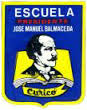 ESCUELA
PRESIDENTE
JOSE MANUEL BALMACEDA
Curicó